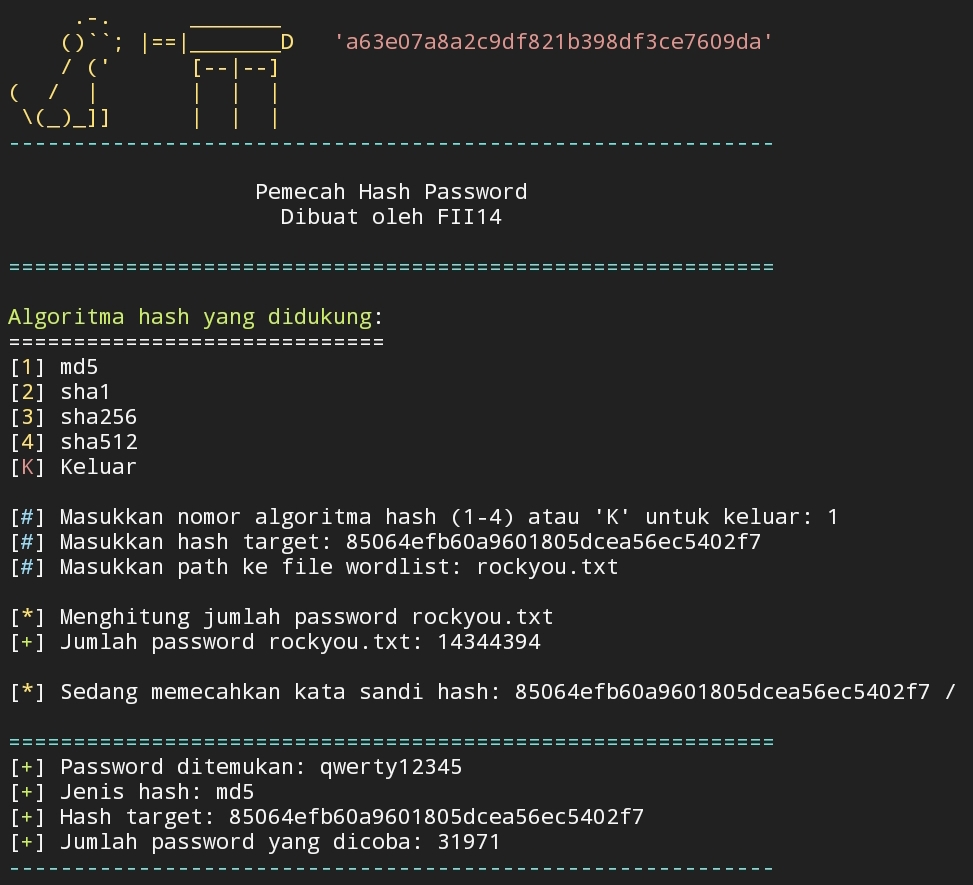 .-.      _______
    ()``; |==|_______D   'a63e07a8a2c9df821b398df3ce7609da'
    / ('      [--|--]
(  /  |       |  |  |
 \(_)_]]      |  |  |
-----------------------------------------------------------
Pemecah Hash Password
Dibuat oleh FII14
===========================================================
Algoritma hash yang didukung:
=============================
[1] md5
[2] sha1
[3] sha256
[4] sha512
[K] Keluar
[#] Masukkan nomor algoritma hash (1-4) atau 'K' untuk keluar: 1
[#] Masukkan hash target: 85064efb60a9601805dcea56ec5402f7
[#] Masukkan path ke file wordlist: rockyou.txt
[*] Menghitung jumlah password rockyou.txt
[+] Jumlah password rockyou.txt: 14344394
[*] Sedang memecahkan kata sandi hash: 85064efb60a9601805dcea56ec5402f7 /
===========================================================
[+] Password ditemukan: qwerty12345
[+] Jenis hash: md5
[+] Hash target: 85064efb60a9601805dcea56ec5402f7
[+] Jumlah password yang dicoba: 31971
-----------------------------------------------------------